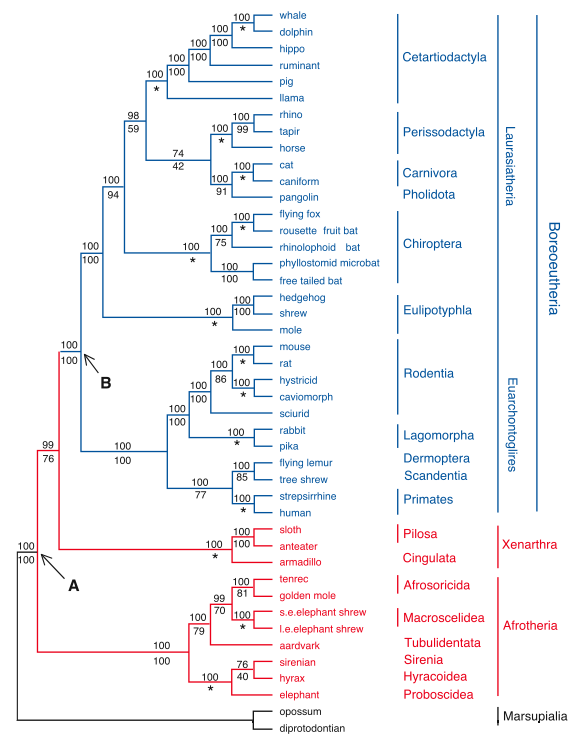 100
whale
*
dolphin
100
100
hippo
100
100
ruminant
100
100
pig
100
*
llama
Cetartiodactyla
98
59
100
99
rhino
tapir
100
*
horse
Perissodactyla
74
42
100
*
cat
caniform
Carnivora
100
91
pangolin
Pholidota
Laurasiatheria
100
94
100
*
flying fox
rousette fruit bat
100
75
rhinolophoid bat
100
*
100
100
phyllostomid microbat
free tailed bat
Chiroptera
100
100
100
100
hedgehog
shrew
100
*
mole
Eulipotyphla
Boreoeutheria
100
100
B
100
*
mouse
rat
100
86
100
*
hystricid
caviomorph
100
100
sciurid
Rodentia
100
100
100
*
rabbit
pika
Lagomorpha
100
100
100
85
flying lemur
Dermoptera
tree shrew
Scandentia
100
77
100
*
strepsirrhine
human
Primates
Euarchontoglires
99
76
100
100
sloth
anteater
Pilosa
100
*
armadillo
Cingulata
Xenarthra
100
100
A
100
81
tenrec
golden mole
Afrosoricida
99
70
100
*
s.e.elephant shrew
l.e.elephant shrew
Macroscelidea
100
79
aardvark
Tubulidentata
100
100
76
40
sirenian
Sirenia
hyrax
Hyracoidea
100
*
elephant
Proboscidea
Afrotheria
opossum
diprotodontian
Marsupialia